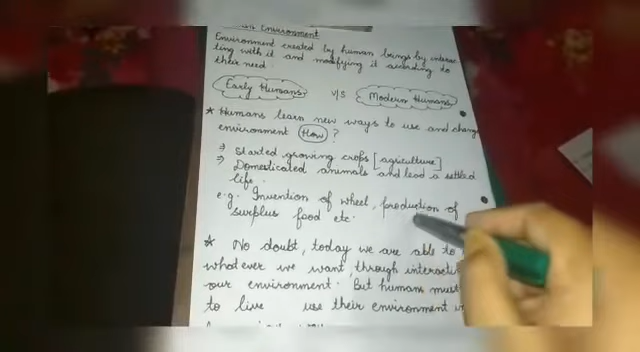 Environment
Environment created by human beings by interac
ting with it and modifying it according to
their need.
Early Humans v/s Modern Humans
* Humans learn new ways to use and change
environment How ?
⇒ Started growing crops [agriculture]
⇒ Domesticated animals and lead a settled
life.
e.g. Invention of wheel, production of
surplus food etc.
* No doubt, today we are able to
whatever we want, through interacti
our environment. But humans must
to live use their environment